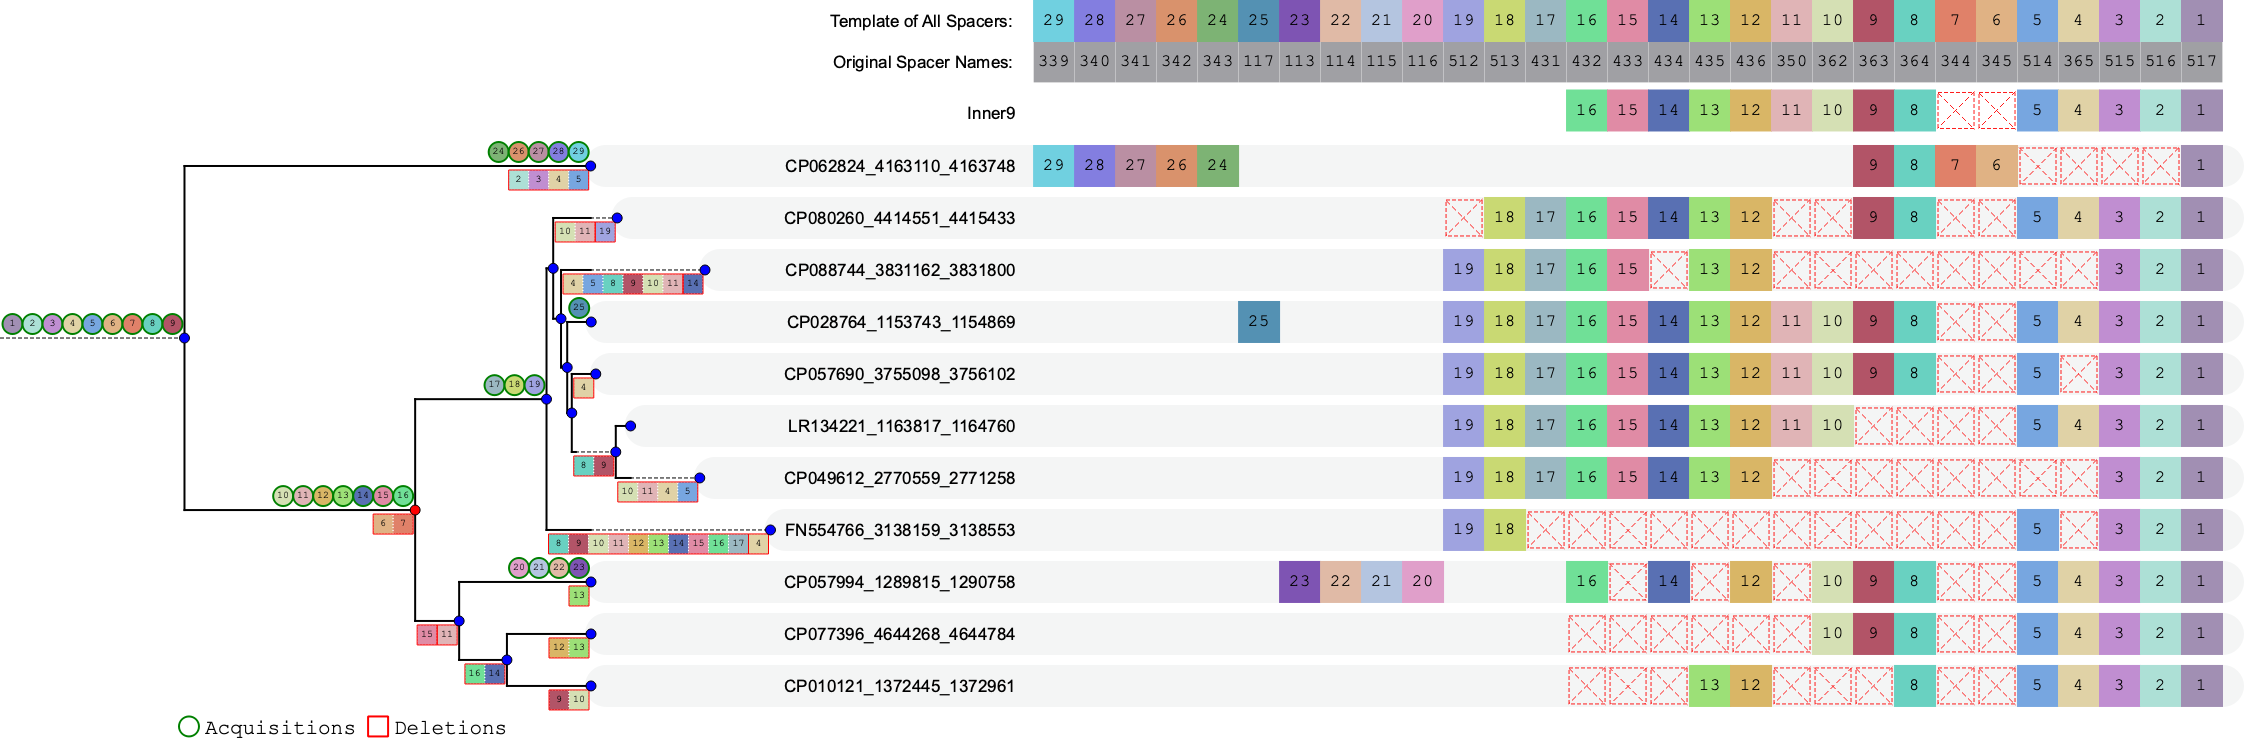 Template of All Spacers: 29 28 27 26 24 25 23 22 21 20 19 18 17 16 15 14 13 12 11 10 9 8 7 6 5 4 3 2 1
Original Spacer Names: 339 340 341 342 343 117 113 114 115 116 512 513 431 432 433 434 435 436 350 362 363 364 344 345 514 365 515 516 517
Inner9 16 15 14 13 12 11 10 9 8 5 4 3 2 1
24 26 27 28 29
CP062824_4163110_4163748 29 28 27 26 24 9 8 7 6 1
2 3 4 5
CP080260_4414551_4415433 18 17 16 15 14 13 12 9 8 5 4 3 2 1
10 11 19
CP088744_3831162_3831800 19 18 17 16 15 13 12 3 2 1
4 5 8 9 10 11 14
25
CP028764_1153743_1154869 25 19 18 17 16 15 14 13 12 11 10 9 8 5 4 3 2 1
1 2 3 4 5 6 7 8 9
CP057690_3755098_3756102 19 18 17 16 15 14 13 12 11 10 9 8 5 3 2 1
17 18 19
4
LR134221_1163817_1164760 19 18 17 16 15 14 13 12 11 10 5 4 3 2 1
8 9
CP049612_2770559_2771258 19 18 17 16 15 14 13 12 3 2 1
10 11 4 5
10 11 12 13 14 15 16
6 7
FN554766_3138159_3138553 19 18 5 3 2 1
8 9 10 11 12 13 14 15 16 17 4
20 21 22 23
CP057994_1289815_1290758 23 22 21 20 16 14 12 10 9 8 5 4 3 2 1
13
15 11
CP077396_4644268_4644784 10 9 8 5 4 3 2 1
12 13
16 14
CP010121_1372445_1372961 13 12 8 5 4 3 2 1
9 10
Acquisitions Deletions